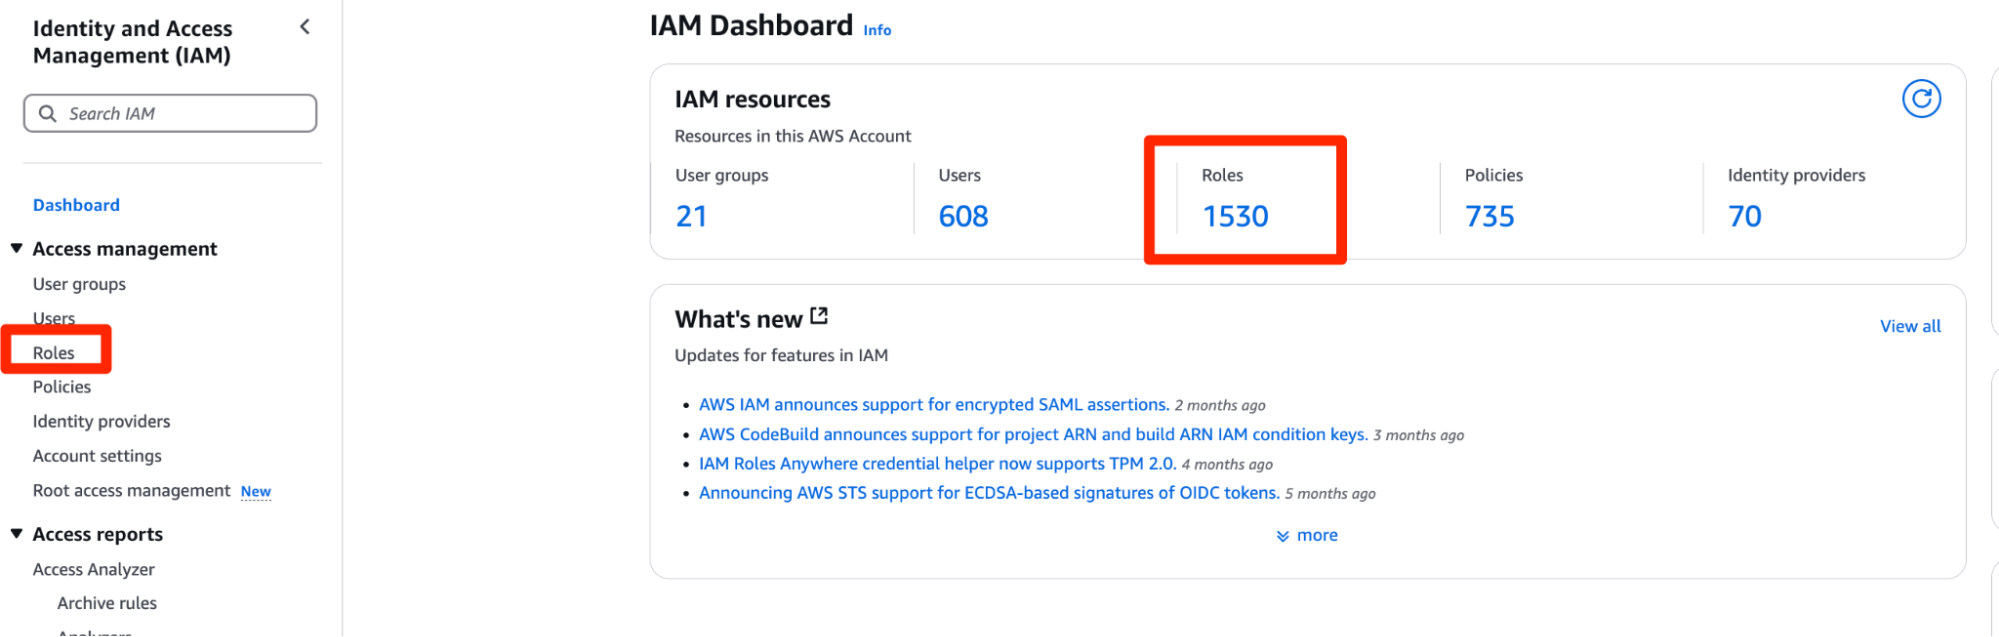 Identity and Access
Management (IAM)
Search IAM
Dashboard
Access management
User groups
Users
Roles
Policies
Identity providers
Account settings
Root access management New
Access reports
Access Analyzer
Archive rules
Analyzers
IAM Dashboard Info
IAM resources
Resources in this AWS Account
User groups
21
Users
608
Roles
1530
Policies
735
Identity providers
70
What's new
View all
Updates for features in IAM
AWS IAM announces support for encrypted SAML assertions. 2 months ago
AWS CodeBuild announces support for project ARN and build ARN IAM condition keys. 3 months ago
IAM Roles Anywhere credential helper now supports TPM 2.0. 4 months ago
Announcing AWS STS support for ECDSA-based signatures of OIDC tokens. 5 months ago
more